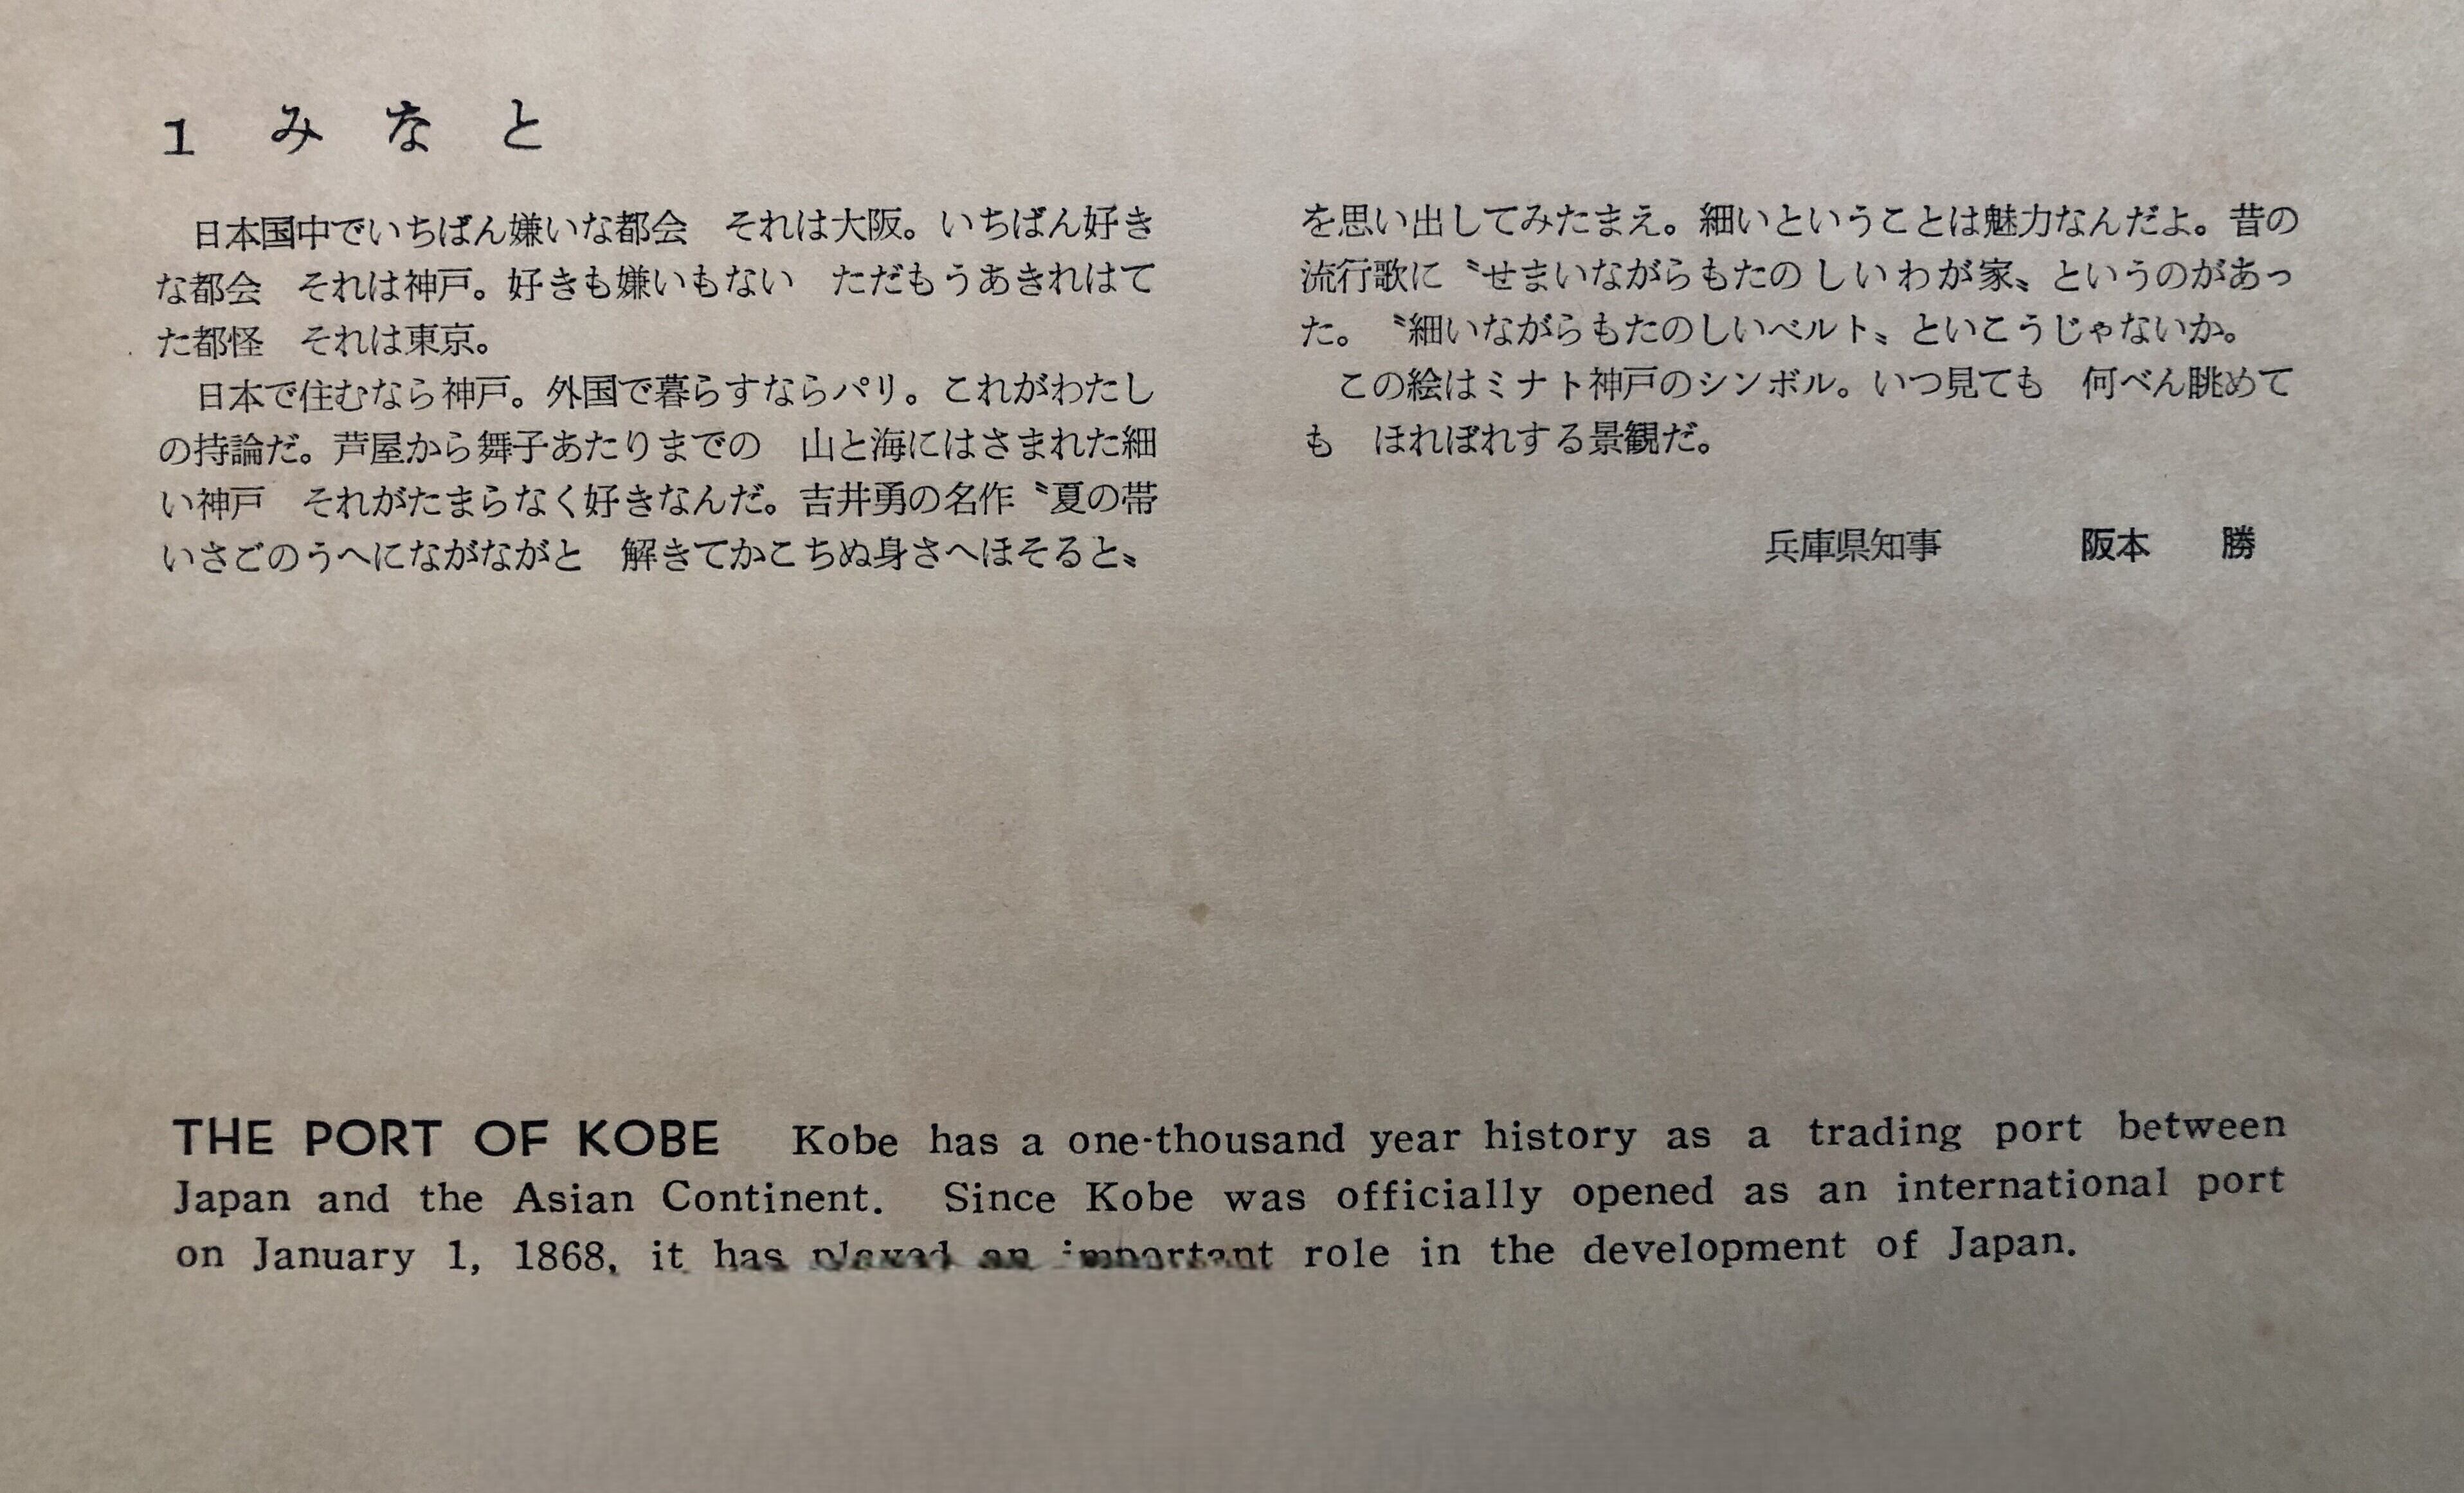 1 みなと
日本国中でいちばん嫌いな都会　それは大阪。いちばん好き
な都会　それは神戸。好きも嫌いもない　ただもうあきれはて
た都怪　それは東京。
日本で住むなら神戸。外国で暮らすならパリ。これがわたし
の持論だ。芦屋から舞子あたりまでの　山と海にはさまれた細
い神戸　それがたまらなく好きなんだ。吉井勇の名作〝夏の帯
いさごのうへにながながと　解きてかこちぬ身さへほそると〟
を思い出してみたまえ。細いということは魅力なんだよ。昔の
流行歌に〝せまいながらもたのしいわが家〟というのがあっ
た。〝細いながらもたのしいベルト〟といこうじゃないか。
この絵はミナト神戸のシンボル。いつ見ても　何べん眺めて
も　ほれぼれする景観だ。
兵庫県知事　阪本　勝
THE PORT OF KOBE Kobe has a one-thousand year history as a trading port between
Japan and the Asian Continent. Since Kobe was officially opened as an international port
on January 1, 1868, it has played an important role in the development of Japan.